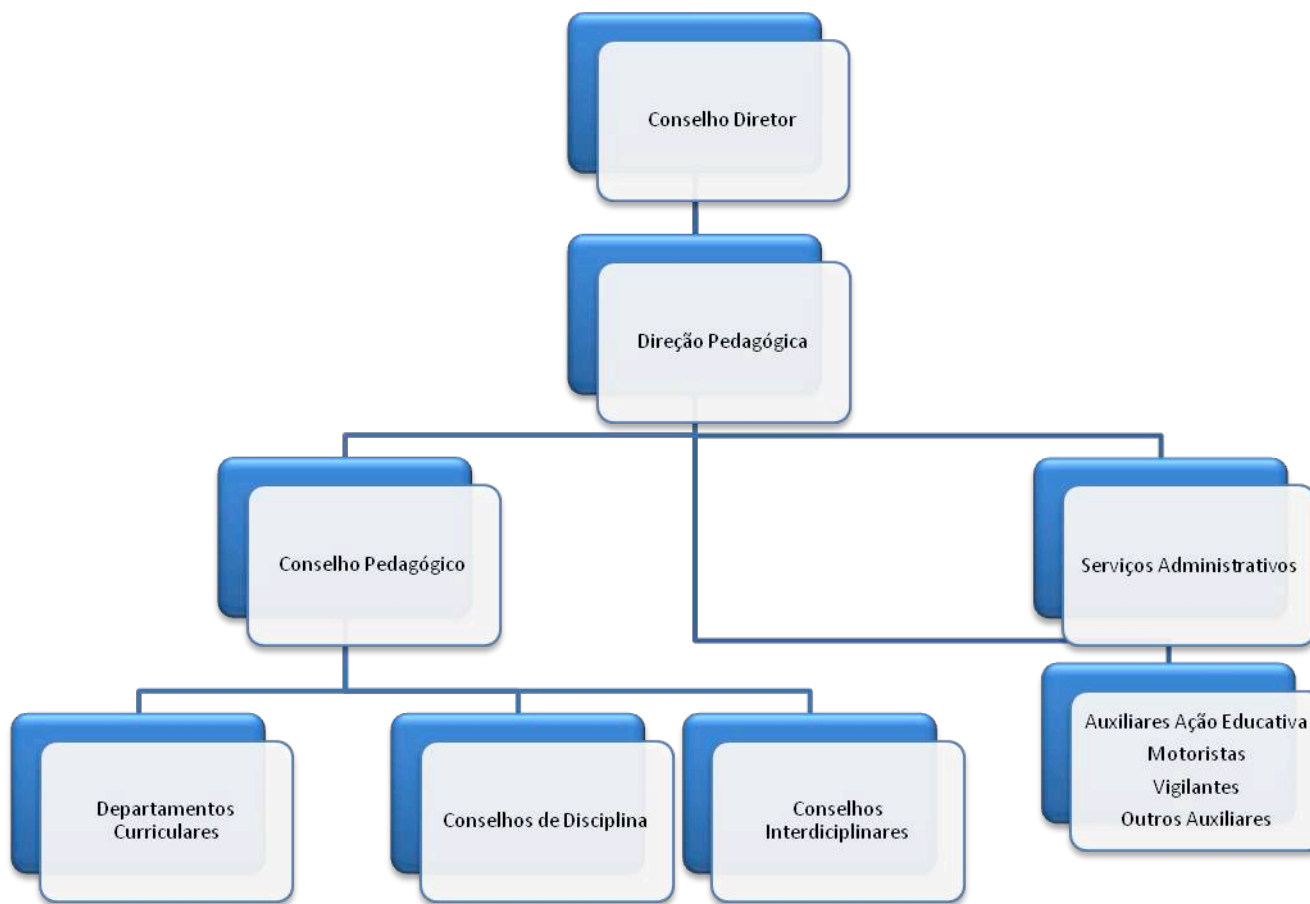 Conselho Diretor
Direção Pedagógica
Conselho Pedagógico
Serviços Administrativos
Auxiliares Ação Educativa
Motoristas
Vigilantes
Outros Auxiliares
Departamentos
Curriculares
Conselhos de Disciplina
Conselhos
Interdiciplinares